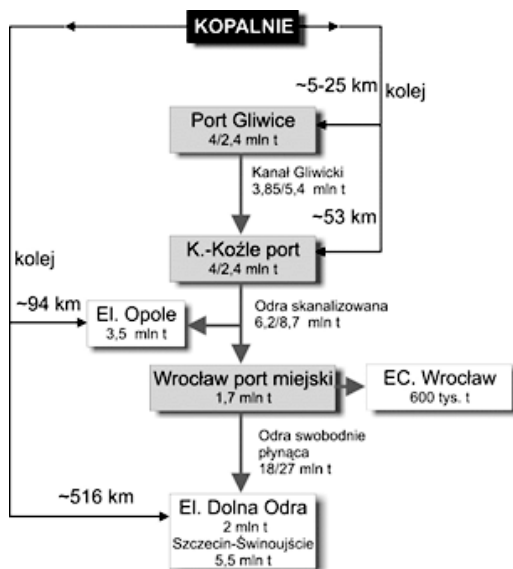 KOPALNIE
~5-25 km
kolej
Port Gliwice
4/2,4 mln t
Kanał Gliwicki
3,85/5,4 mln t
~53 km
K.-Koźle port
4/2,4 mln t
kolej
~94 km
El. Opole
3,5 mln t
Odra skanalizowana
6,2/8,7 mln t
Wrocław port miejski
1,7 mln t
EC. Wrocław
600 tys. t
Odra swobodnie
płynąca
18/27 mln t
~516 km
El. Dolna Odra
2 mln t
Szczecin-Świnoujście
5,5 mln t